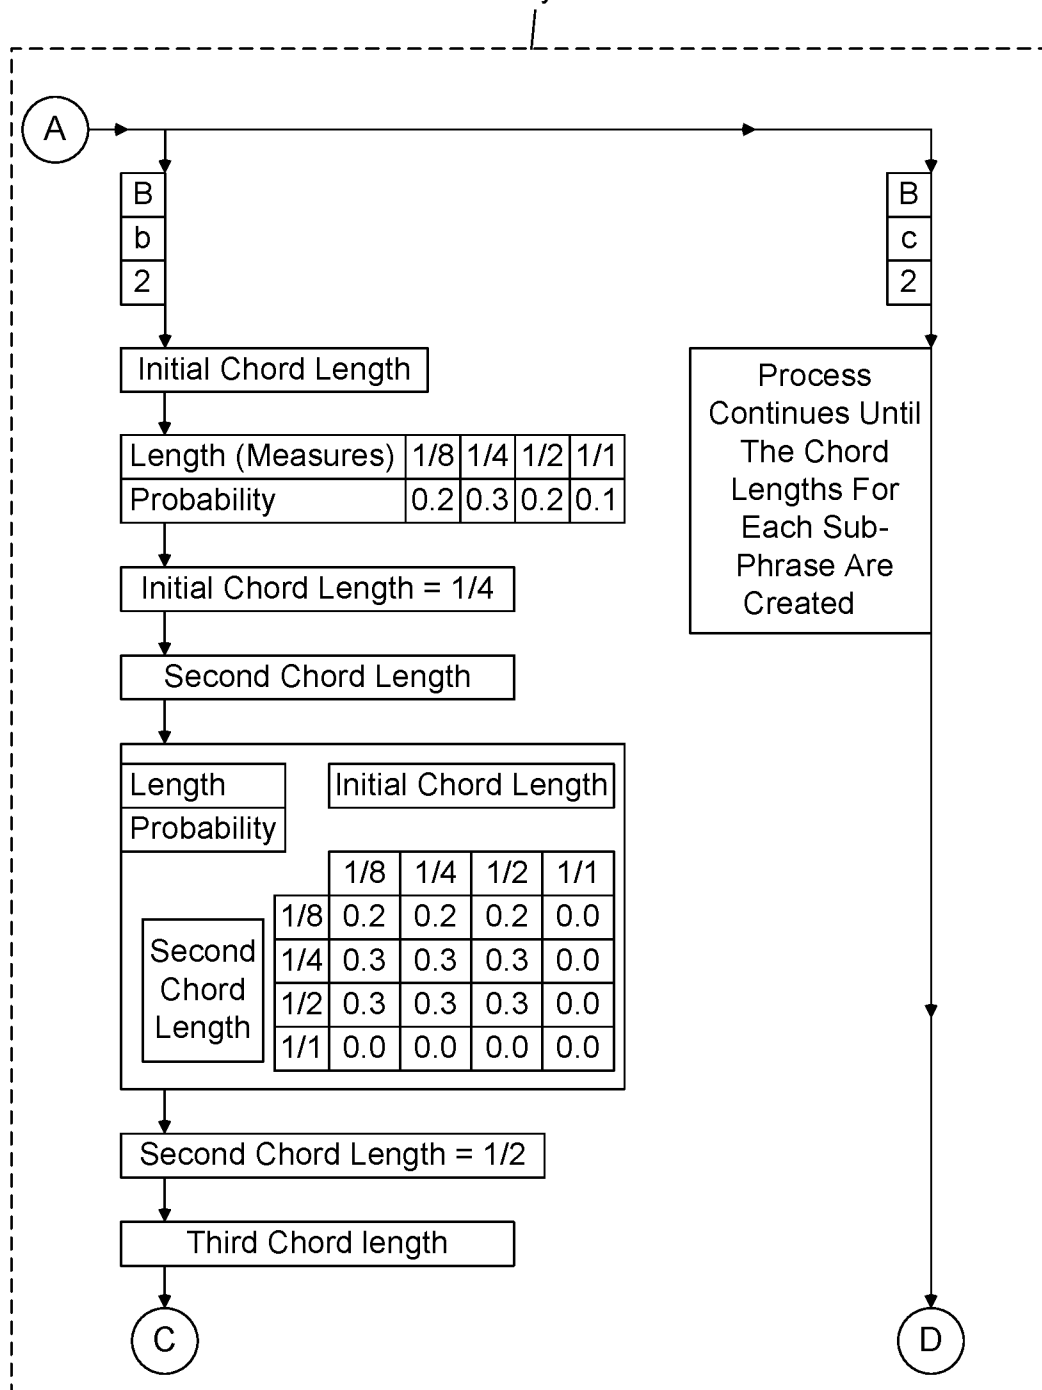 A
B
b
2
B
c
2
Initial Chord Length
Length (Measures) 1/8 1/4 1/2 1/1
Probability 0.2 0.3 0.2 0.1
Initial Chord Length = 1/4
Second Chord Length
Length
Probability
Initial Chord Length
1/8 1/4 1/2 1/1
Second
Chord
Length
1/8 0.2 0.2 0.2 0.0
1/4 0.3 0.3 0.3 0.0
1/2 0.3 0.3 0.3 0.0
1/1 0.0 0.0 0.0 0.0
Second Chord Length = 1/2
Third Chord length
C
Process
Continues Until
The Chord
Lengths For
Each Sub-
Phrase Are
Created
D